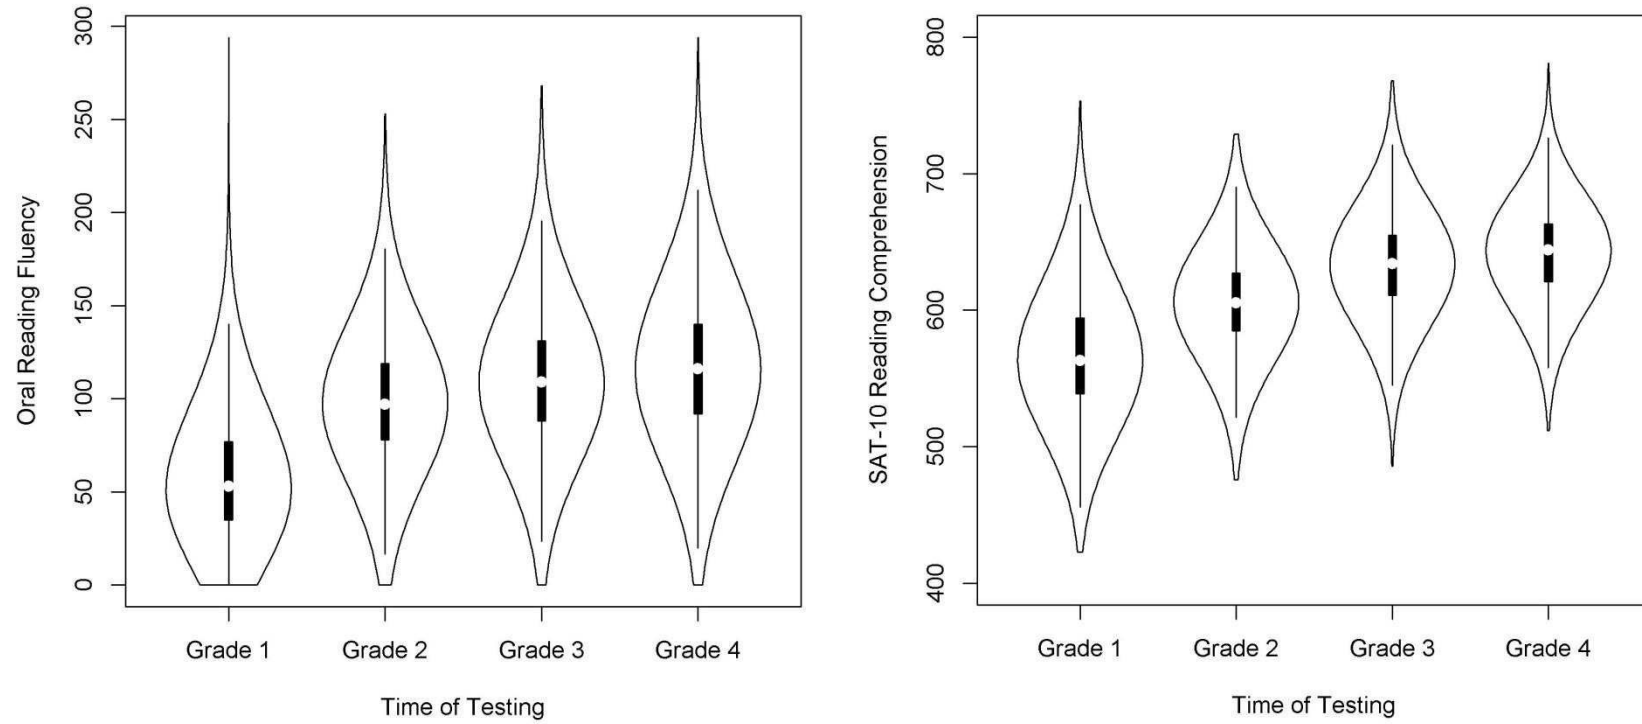 Oral Reading Fluency
300
250
200
150
100
50
0
Grade 1
Grade 2
Grade 3
Grade 4
Time of Testing
SAT-10 Reading Comprehension
800
700
600
500
400
Grade 1
Grade 2
Grade 3
Grade 4
Time of Testing